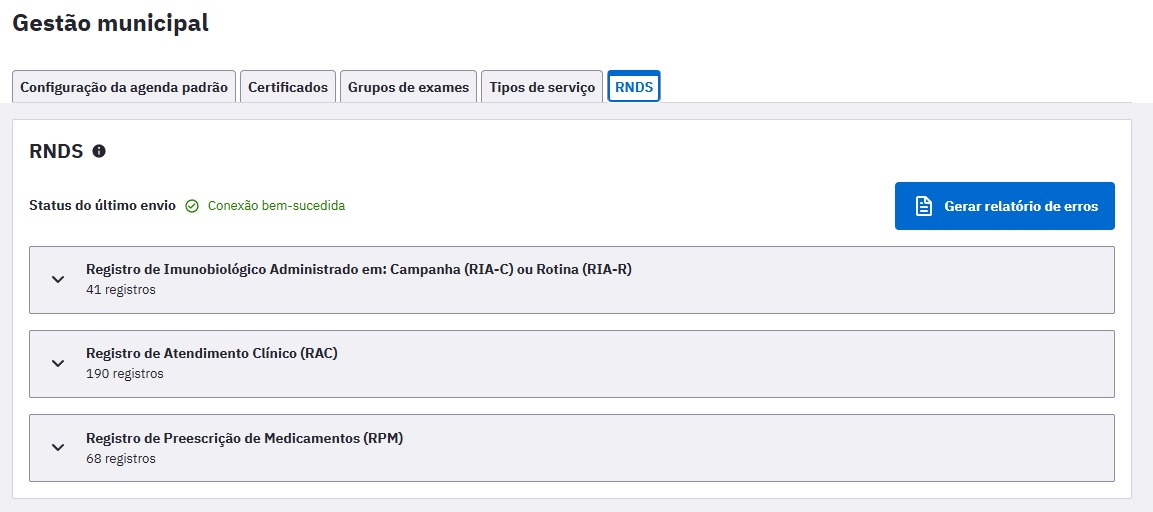 Gestão municipal
Configuração da agenda padrão Certificados Grupos de exames Tipos de serviço RNDS
RNDS
Status do último envio Conexão bem-sucedida Gerar relatório de erros
Registro de Imunobiológico Administrado em: Campanha (RIA-C) ou Rotina (RIA-R)
41 registros
Registro de Atendimento Clínico (RAC)
190 registros
Registro de Preescrição de Medicamentos (RPM)
68 registros